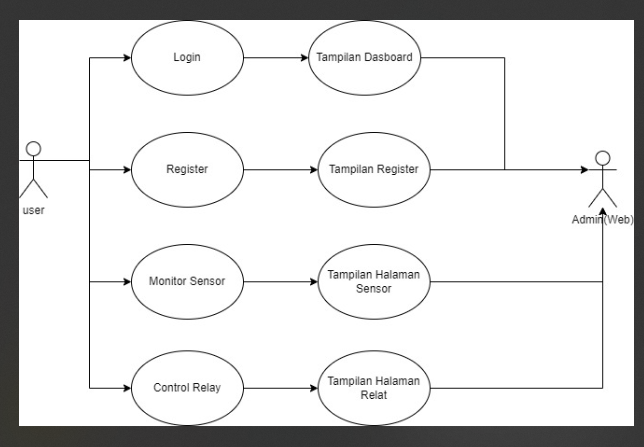 Login
Tampilan Dasboard
Register
Tampilan Register
user
Admin(Web)
Monitor Sensor
Tampilan Halaman
Sensor
Control Relay
Tampilan Halaman
Relat